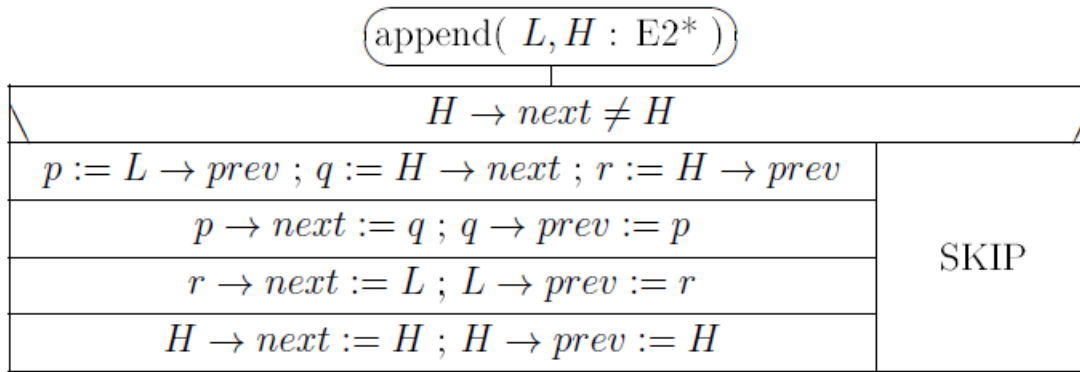 append( L, H : E2* )
H → next ≠ H
p := L → prev ; q := H → next ; r := H → prev
p → next := q ; q → prev := p
r → next := L ; L → prev := r
H → next := H ; H → prev := H
SKIP